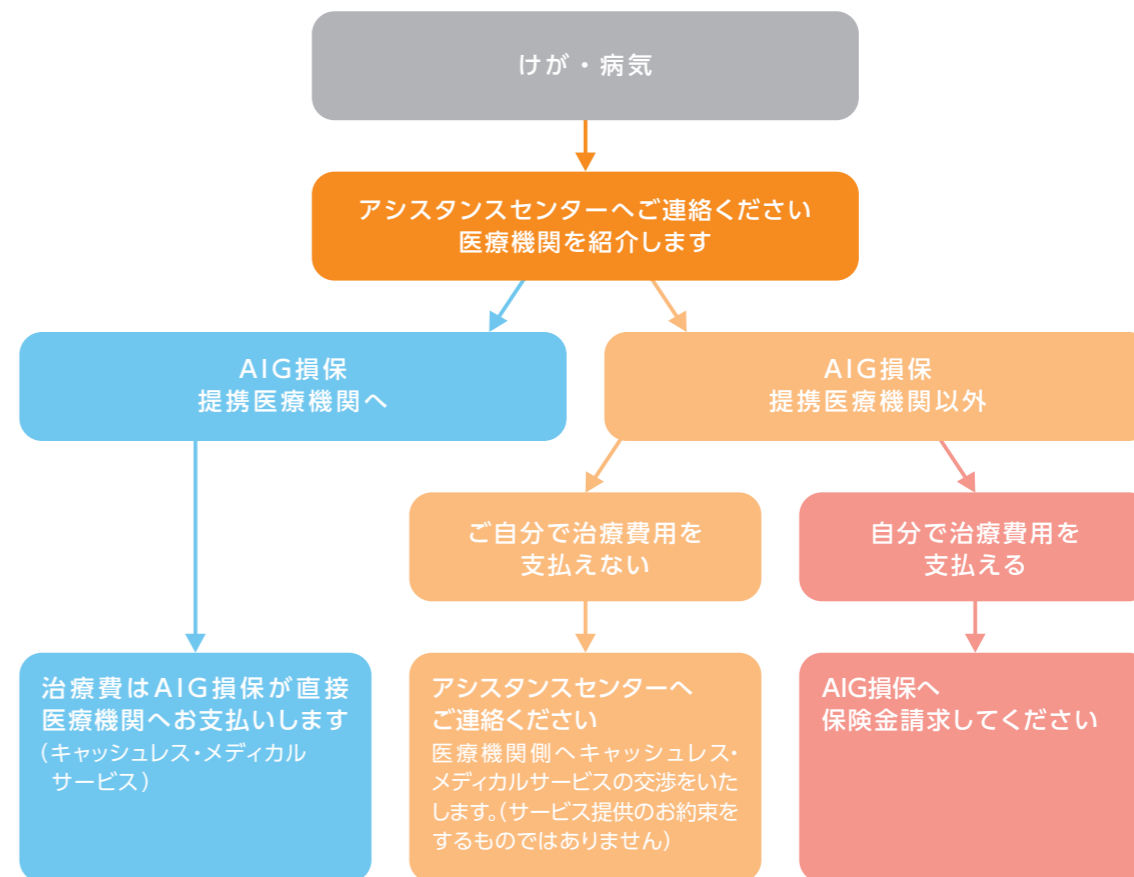 けが・病気
アシスタンスセンターへご連絡ください
医療機関を紹介します
AIG損保
提携医療機関へ
AIG損保
提携医療機関以外
ご自分で治療費用を
支払えない
自分で治療費用を
支払える
治療費はAIG損保が直接
医療機関へお支払いします
（キャッシュレス・メディカル
サービス）
アシスタンスセンターへ
ご連絡ください
医療機関側へキャッシュレス・
メディカルサービスの交渉をいた
します。（サービス提供のお約束を
するものではありません）
AIG損保へ
保険金請求してください